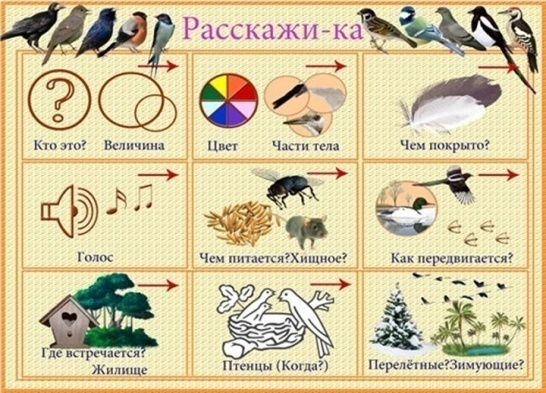 Расскажи-ка
Кто это? Величина
Цвет Части тела
Чем покрыто?
Голос
Чем питается?Хищное?
Как передвигается?
Где встречается?
Жилище
Птенцы (Когда?)
Перелётные?Зимующие?